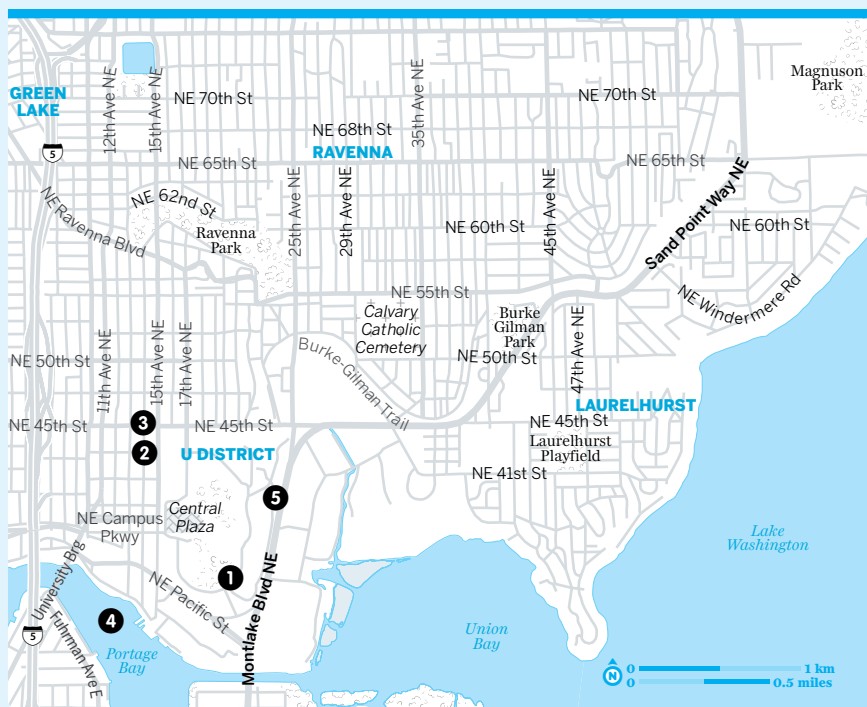 Magnuson
Park
GREEN
LAKE
12th Ave NE
15th Ave NE
NE 70th St
35th Ave NE
NE 70th St
NE 68th St
RAVENNA
5
NE 65th St
NE 65th St
NE Ravenna Blvd
NE 62nd St
Ravenna
Park
25th Ave NE
29th Ave NE
NE 60th St
45th Ave NE
Sand Point Way NE
NE 60th St
NE 55th St
NE Windermere Rd
Calvary
Catholic
Cemetery
Burke
Gilman
Park
NE 50th St
11th Ave NE
15th Ave NE
17th Ave NE
Burke-Gilman Trail
NE 50th St
47th Ave NE
LAURELHURST
NE 45th St
3
NE 45th St
NE 45th St
Laurelhurst
Playfield
2
U DISTRICT
NE 41st St
5
Central
Plaza
NE Campus
Pkwy
Lake
Washington
University Brg
1
NE Pacific St
Montlake Blvd NE
4
5
Fuhrman Ave E
Portage
Bay
Union
Bay
N
0 1 km
0 0.5 miles